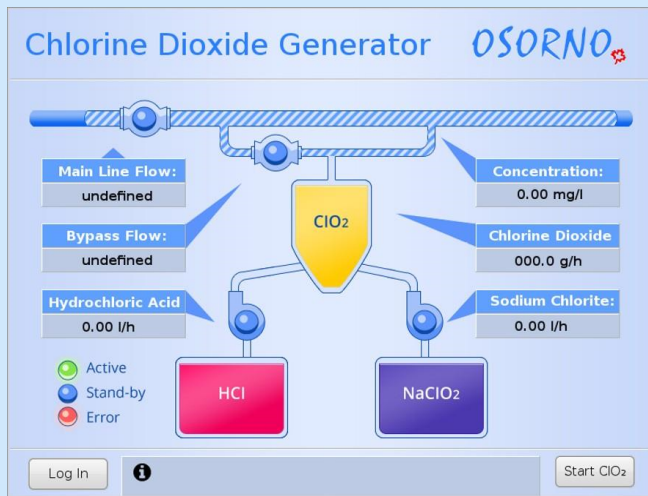 Chlorine Dioxide Generator
OSORNO
Main Line Flow:
undefined
Concentration:
0.00 mg/l
Bypass Flow:
undefined
ClO₂
Chlorine Dioxide
000.0 g/h
Hydrochloric Acid
0.00 l/h
Sodium Chlorite:
0.00 l/h
Active
Stand-by
Error
HCl
NaClO₂
Log In
Start ClO₂